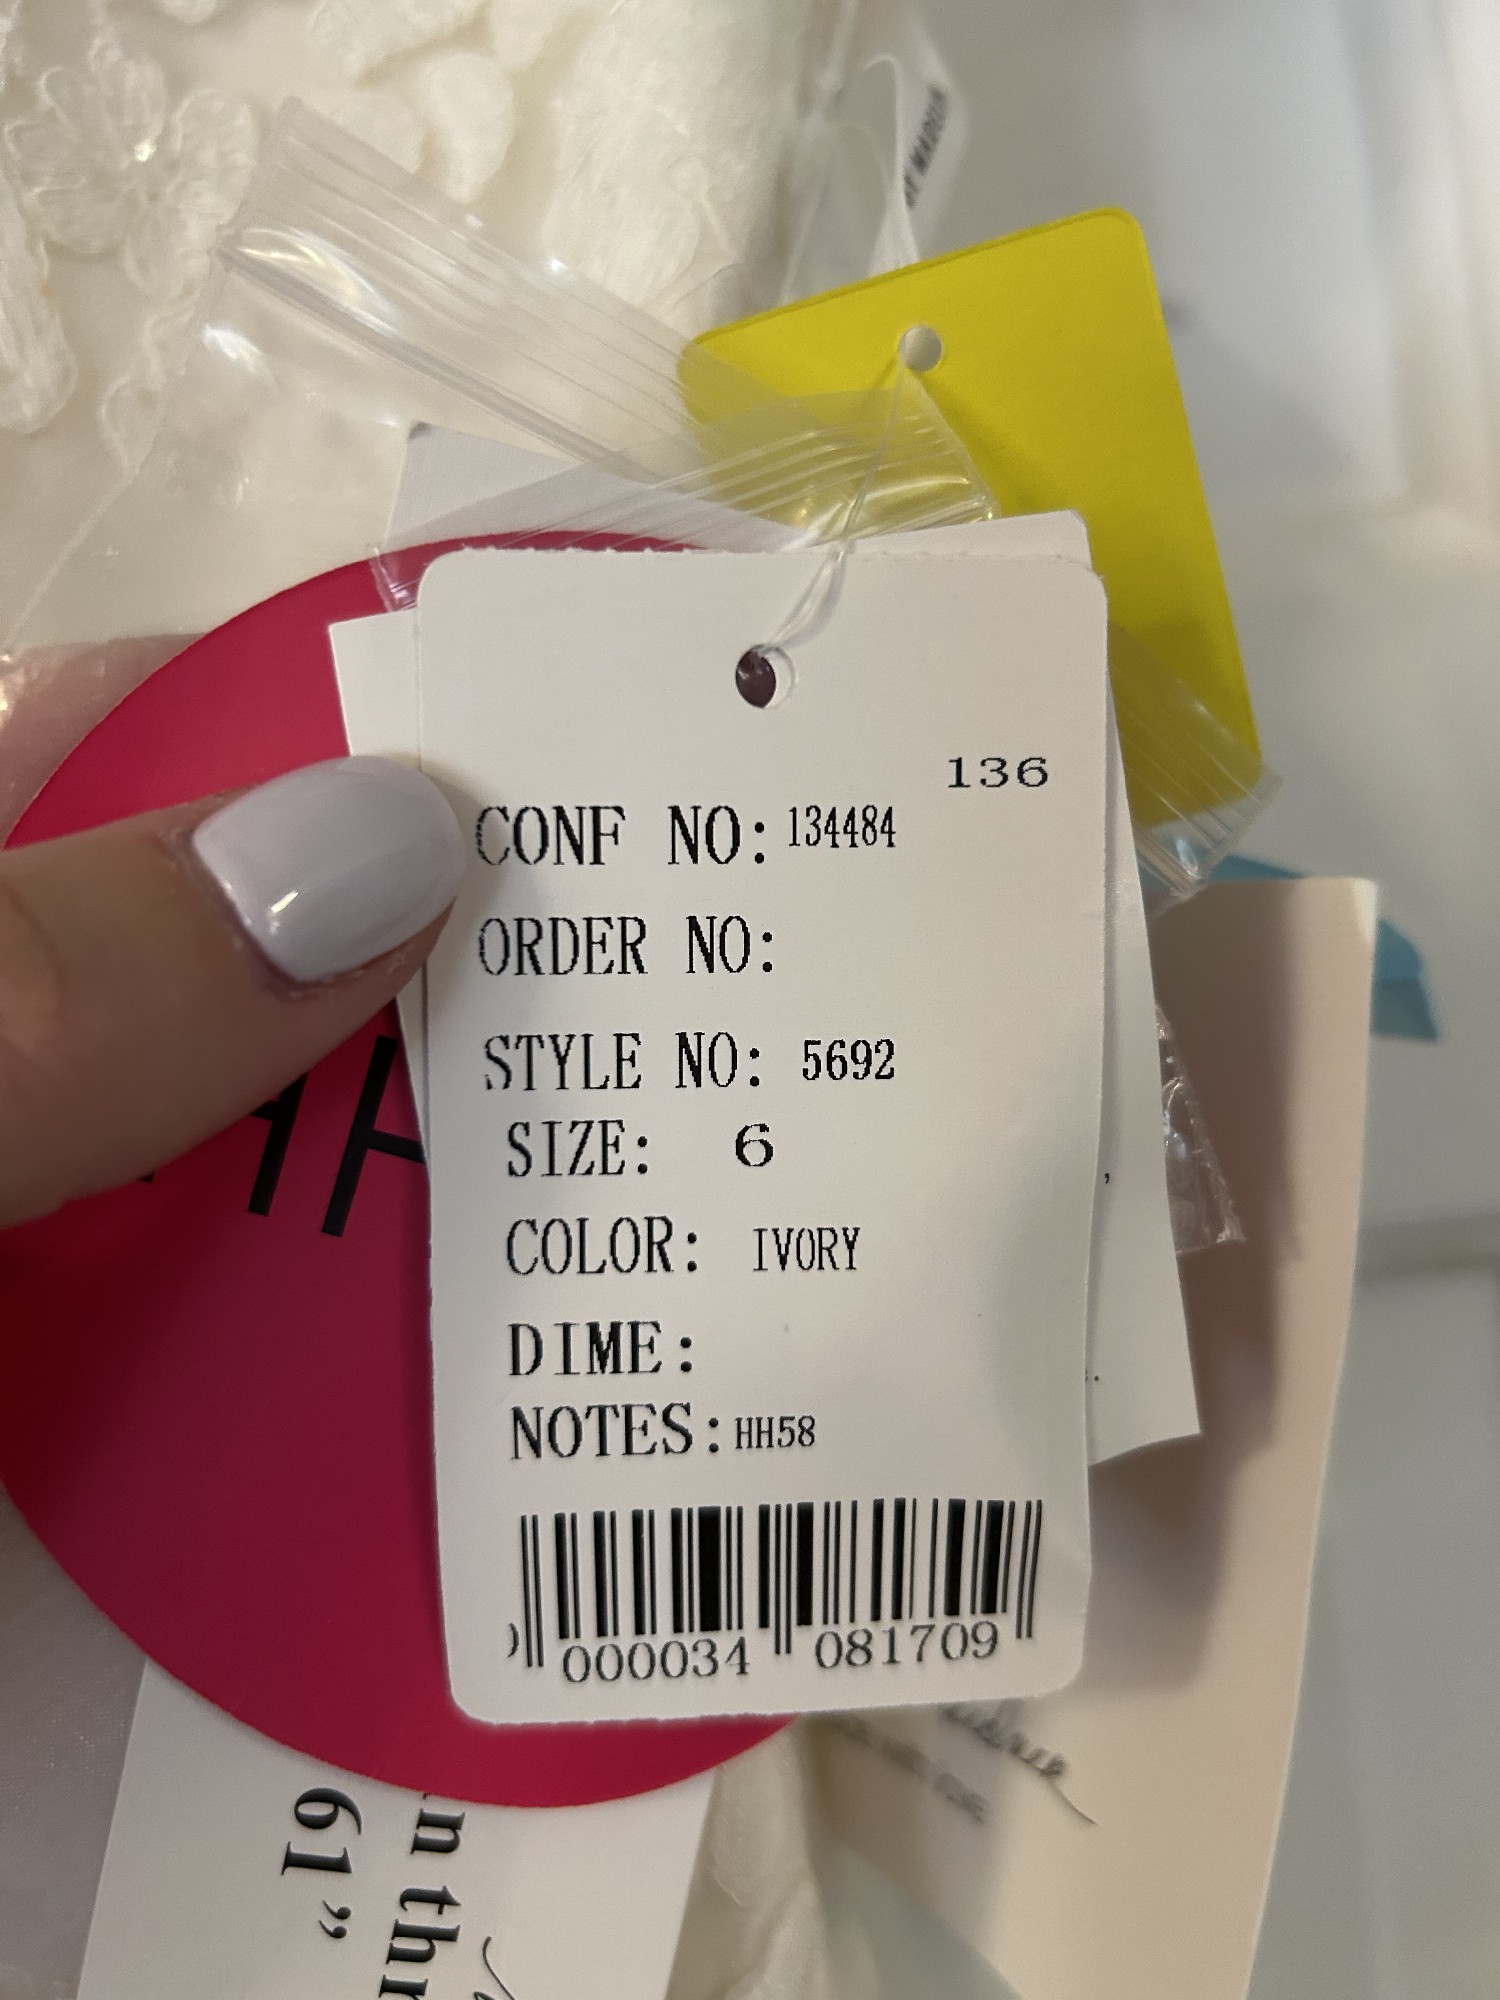 136
CONF NO: 134484
ORDER NO:
STYLE NO: 5692
SIZE: 6
COLOR: IVORY
DIME:
NOTES: HH58
000034 081709
61”